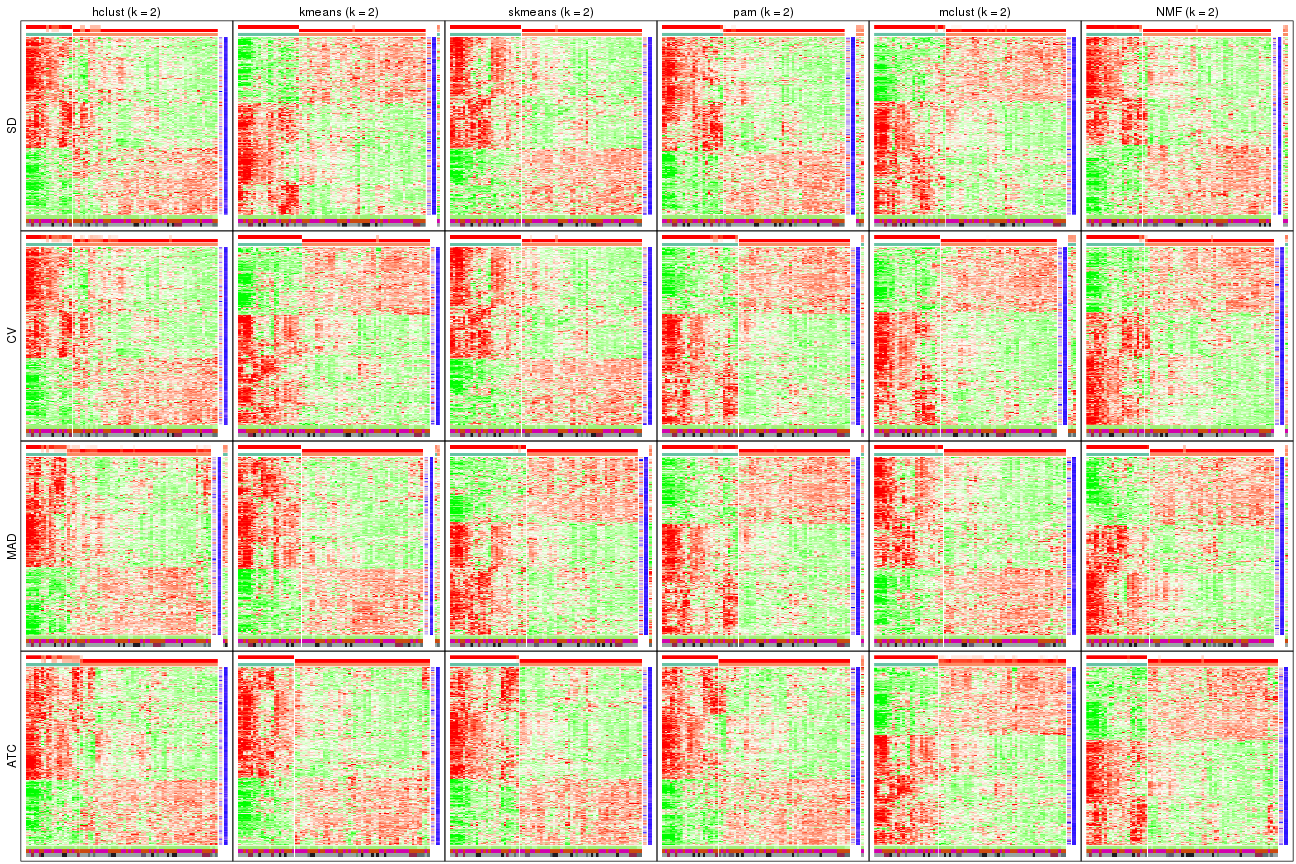 hclust (k = 2) kmeans (k = 2) skmeans (k = 2) pam (k = 2) mclust (k = 2) NMF (k = 2)
SD
CV
MAD
ATC